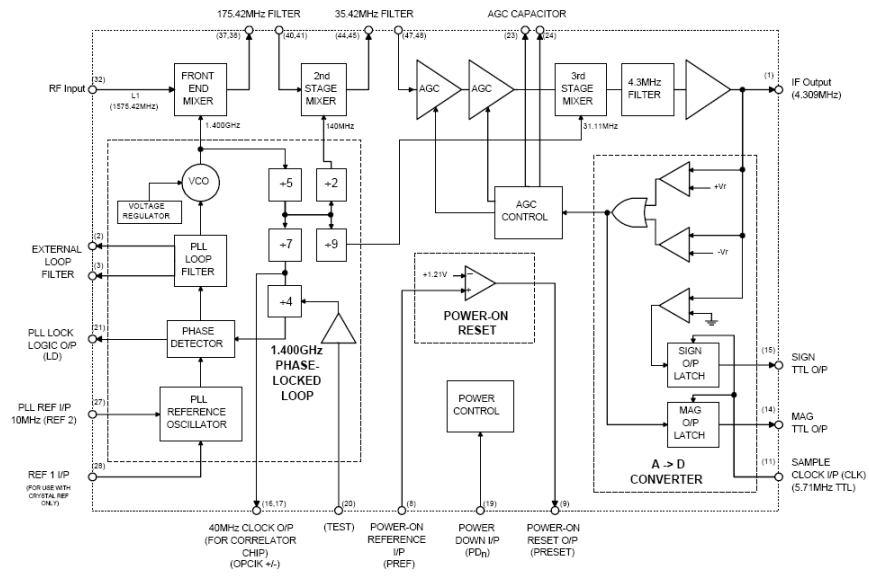 175.42MHz FILTER
35.42MHz FILTER
AGC CAPACITOR
(37,38)
(40,41)
(44,45)
(47,48)
(23)
(24)
RF Input
(32)
L1
(1575.42MHz)
FRONT
END
MIXER
2nd
STAGE
MIXER
AGC
AGC
3rd
STAGE
MIXER
4.3MHz
FILTER
(1)
IF Output
(4.309MHz)
1.400GHz
140MHz
31.11MHz
VCO
VOLTAGE
REGULATOR
÷5
÷2
÷7
÷9
÷4
AGC
CONTROL
+Vr
-Vr
EXTERNAL
LOOP
FILTER
(2)
(3)
PLL
LOOP
FILTER
+1.21V
−
+
POWER-ON
RESET
PLL LOCK
LOGIC O/P
(LD)
(21)
PHASE
DETECTOR
1.400GHz
PHASE-
LOCKED
LOOP
SIGN
O/P
LATCH
(15)
SIGN
TTL O/P
PLL REF I/P
10MHz (REF 2)
(27)
PLL
REFERENCE
OSCILLATOR
POWER
CONTROL
MAG
O/P
LATCH
(14)
MAG
TTL O/P
REF 1 I/P
(FOR USE WITH
CRYSTAL REF
ONLY)
(28)
A -> D
CONVERTER
(11)
SAMPLE
CLOCK I/P (CLK)
(5.71MHz TTL)
(16,17)
(20)
(8)
(19)
(9)
40MHz CLOCK O/P
(FOR CORRELATOR
CHIP)
(OPCIK +/-)
(TEST)
POWER-ON
REFERENCE
I/P
(PREF)
POWER
DOWN I/P
(PDn)
POWER-ON
RESET O/P
(PRESET)